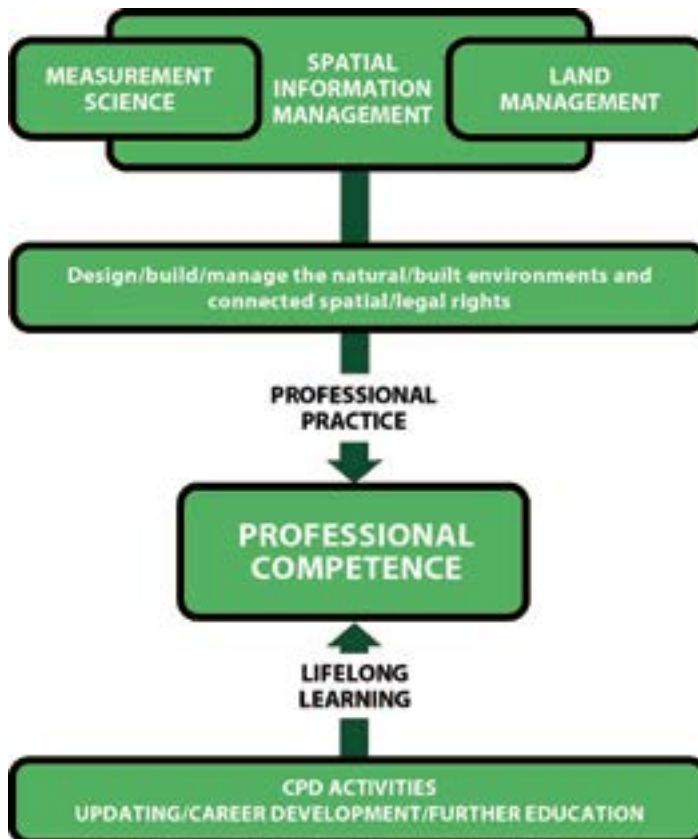 MEASUREMENT
SCIENCE
SPATIAL
INFORMATION
MANAGEMENT
LAND
MANAGEMENT
Design/build/manage the natural/built environments and
connected spatial/legal rights
PROFESSIONAL
PRACTICE
PROFESSIONAL
COMPETENCE
LIFELONG
LEARNING
CPD ACTIVITIES
UPDATING/CAREER DEVELOPMENT/FURTHER EDUCATION